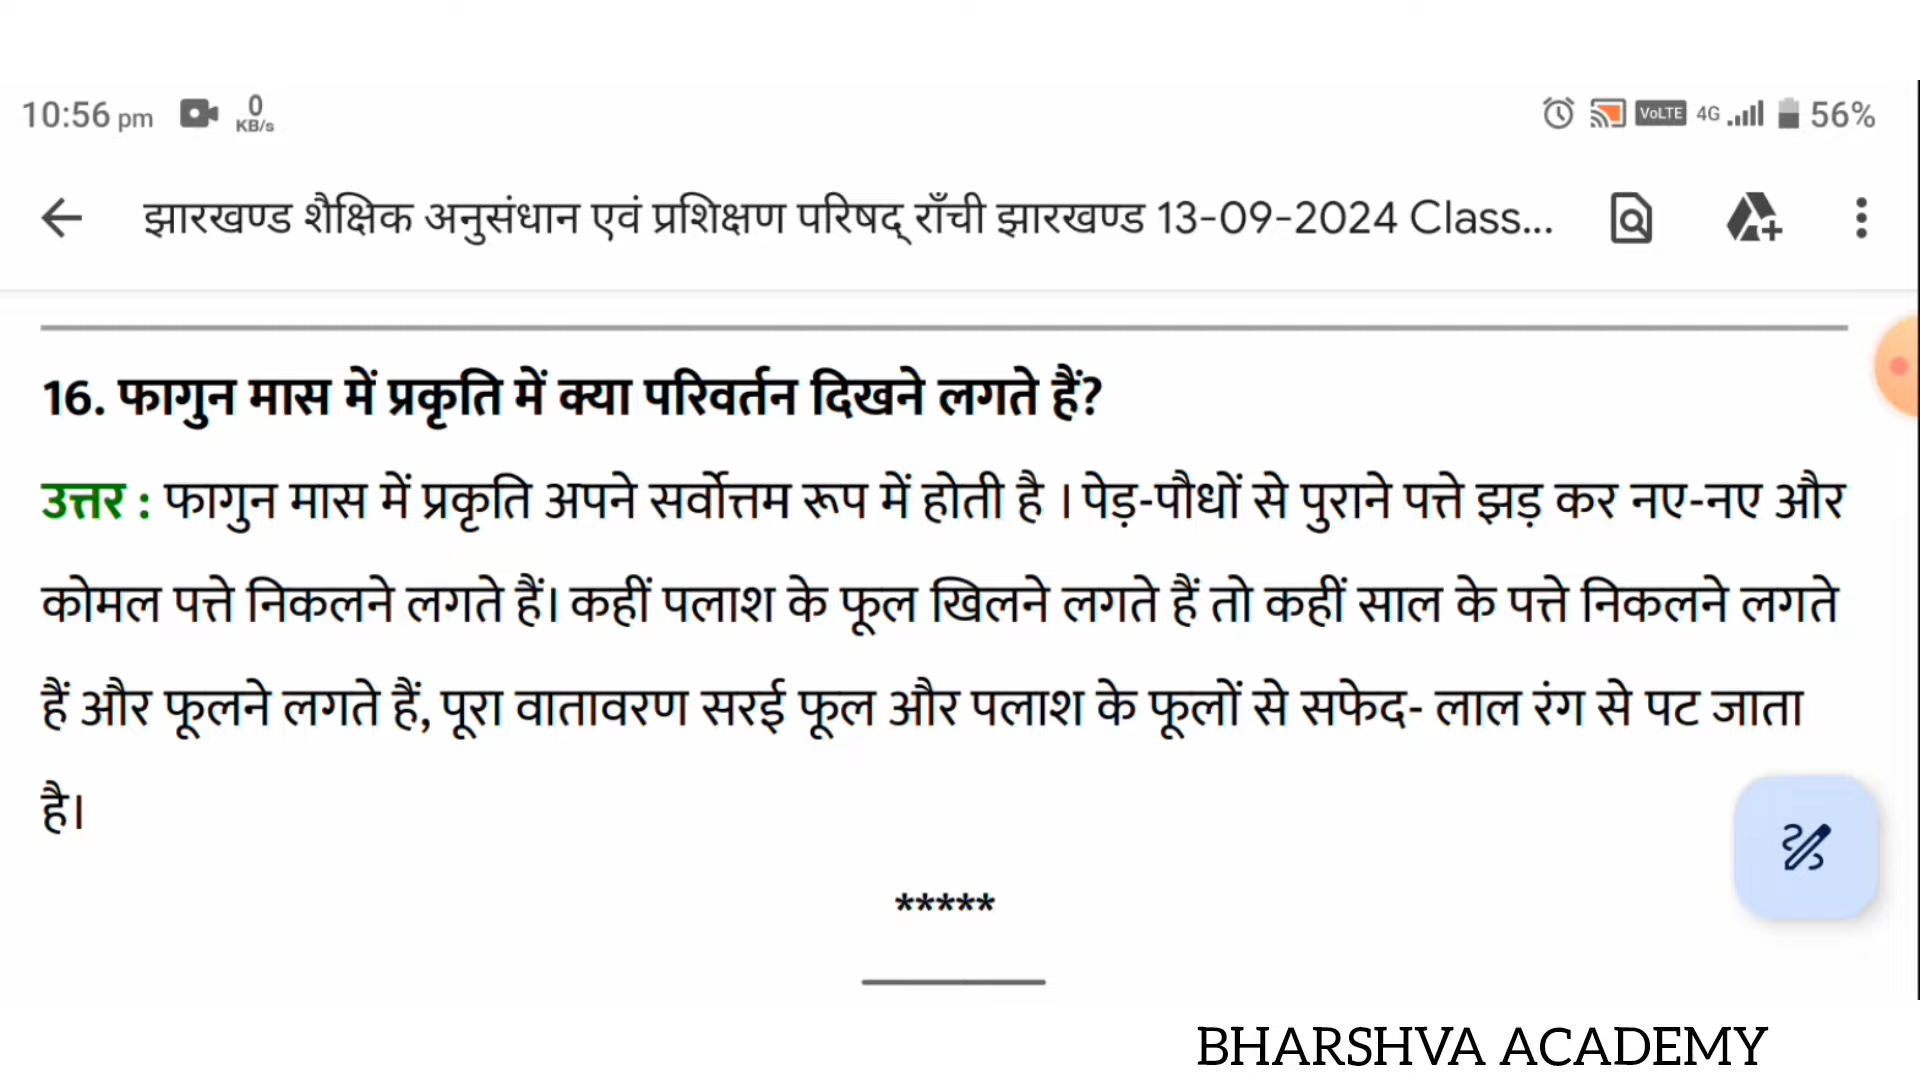 10:56 pm 0 KB/s VoLTE 4G 56%
झारखण्ड शैक्षिक अनुसंधान एवं प्रशिक्षण परिषद् राँची झारखण्ड 13-09-2024 Class...
16. फागुन मास में प्रकृति में क्या परिवर्तन दिखने लगते हैं?
उत्तर : फागुन मास में प्रकृति अपने सर्वोत्तम रूप में होती है । पेड़-पौधों से पुराने पत्ते झड़ कर नए-नए और
कोमल पत्ते निकलने लगते हैं। कहीं पलाश के फूल खिलने लगते हैं तो कहीं साल के पत्ते निकलने लगते
हैं और फूलने लगते हैं, पूरा वातावरण सरई फूल और पलाश के फूलों से सफेद- लाल रंग से पट जाता
है।
*****
BHARSHVA ACADEMY